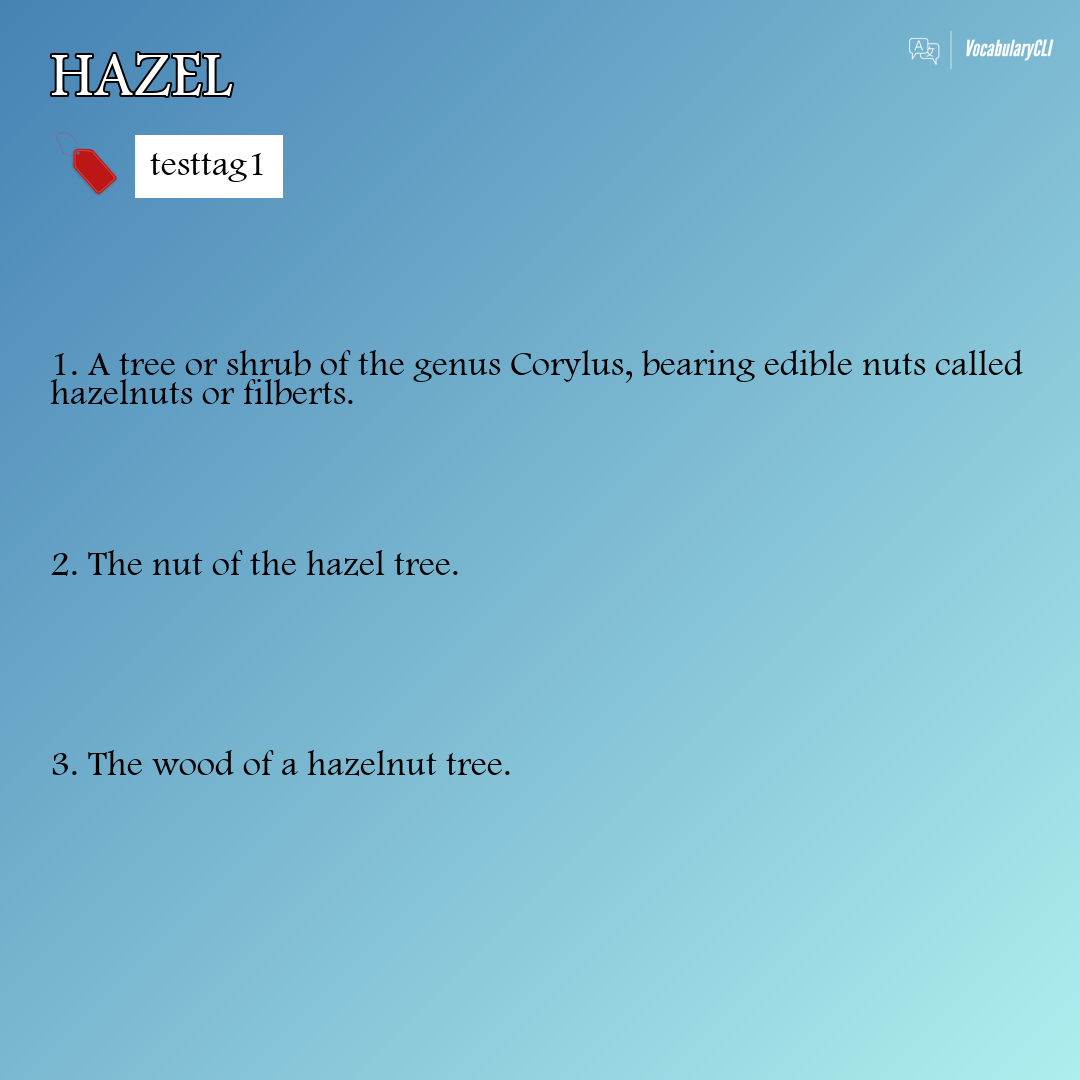 HAZEL
VocabularyCLI
testtag1
1. A tree or shrub of the genus Corylus, bearing edible nuts called
hazelnuts or filberts.
2. The nut of the hazel tree.
3. The wood of a hazelnut tree.